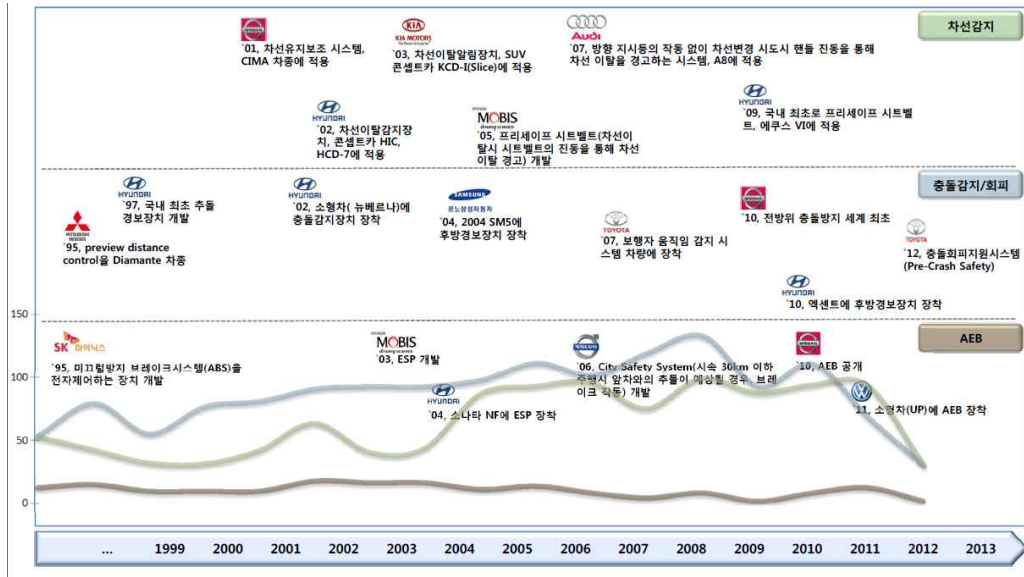 차선감지
NISSAN
`01, 차선유지보조 시스템,
CIMA 차종에 적용
KIA
KIA MOTORS
`03, 차선이탈알림장치, SUV
콘셉트카 KCD-I(Slice)에 적용
Audi
`07, 방향 지시등의 작동 없이 차선변경 시도시 핸들 진동을 통해
차선 이탈을 경고하는 시스템, A8에 적용
HYUNDAI
`02, 차선이탈감지장
치, 콘셉트카 HIC,
HCD-7에 적용
HYUNDAI
MOBIS
`05, 프리세이프 시트벨트(차선이
탈시 시트벨트의 진동을 통해 차선
이탈 경고) 개발
HYUNDAI
`09, 국내 최초로 프리세이프 시트벨
트, 에쿠스 VI에 적용
충돌감지/회피
MITSUBISHI
MOTORS
`95, preview distance
control을 Diamante 차종
HYUNDAI
`97, 국내 최초 추돌
경보장치 개발
HYUNDAI
`02, 소형차( 뉴베르나)에
충돌감지장치 장착
SAMSUNG
르노삼성자동차
`04, 2004 SM5에
후방경보장치 장착
TOYOTA
`07, 보행자 움직임 감지 시
스템 차량에 장착
NISSAN
`10, 전방위 충돌방지 세계 최초
HYUNDAI
`10, 엑센트에 후방경보장치 장착
TOYOTA
`12, 충돌회피지원시스템
(Pre-Crash Safety)
AEB
SK 하이닉스
`95, 미끄럼방지 브레이크시스템(ABS)을
전자제어하는 장치 개발
HYUNDAI
MOBIS
`03, ESP 개발
HYUNDAI
`04, 소나타 NF에 ESP 장착
VOLVO
`06, City Safety System(시속 30km 이하
주행시 앞차와의 추돌이 예상될 경우, 브레
이크 작동) 개발
NISSAN
`10, AEB 공개
`11, 소형차(UP)에 AEB 장착
150
100
50
0
... 1999 2000 2001 2002 2003 2004 2005 2006 2007 2008 2009 2010 2011 2012 2013